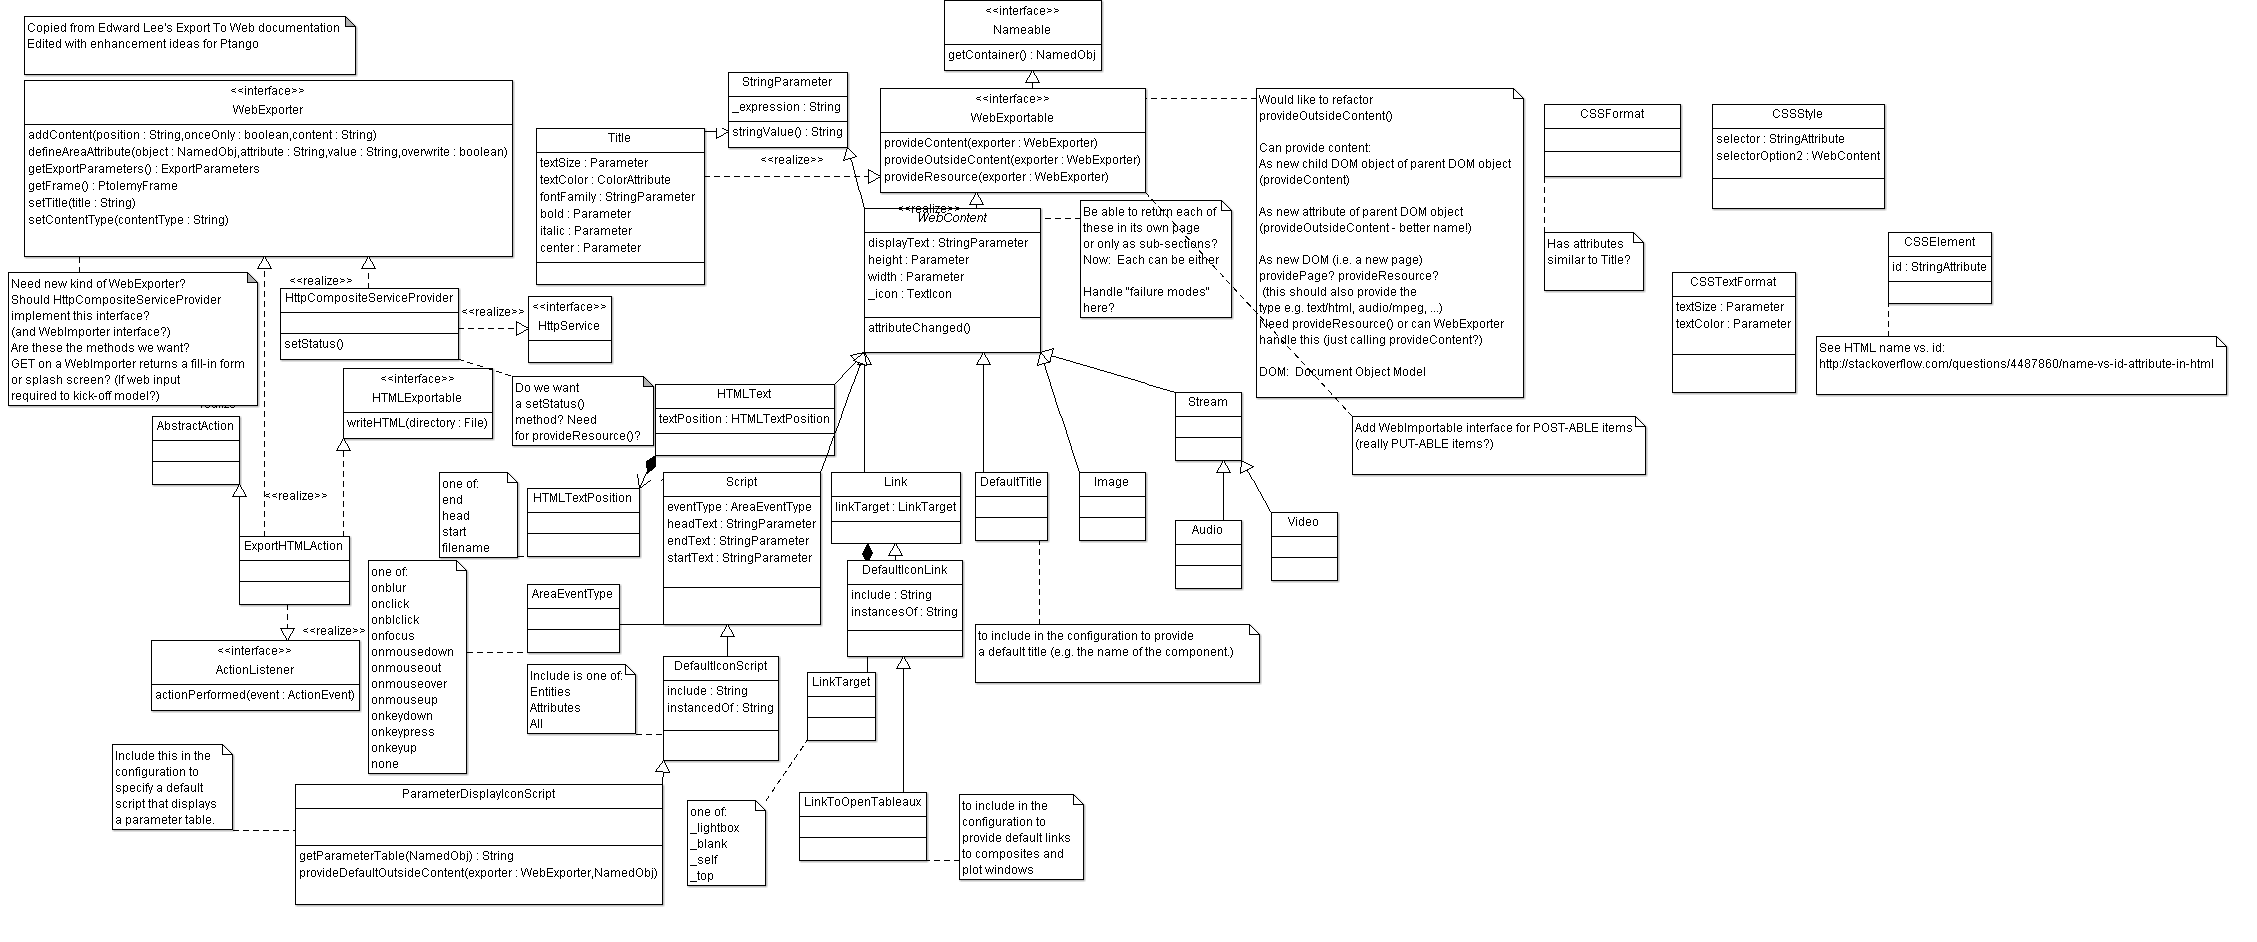 Copied from Edward Lee's Export To Web documentation
Edited with enhancement ideas for Ptango
<<interface>>
WebExporter
addContent(position : String,onceOnly : boolean,content : String)
defineAreaAttribute(object : NamedObj,attribute : String,value : String,overwrite : boolean)
getExportParameters() : ExportParameters
getFrame() : PtolemyFrame
setTitle(title : String)
setContentType(contentType : String)
<<interface>>
Nameable
getContainer() : NamedObj
StringParameter
_expression : String
stringValue() : String
Title
textSize : Parameter
textColor : ColorAttribute
fontFamily : StringParameter
bold : Parameter
italic : Parameter
center : Parameter
<<realize>>
<<interface>>
WebExportable
provideContent(exporter : WebExporter)
provideOutsideContent(exporter : WebExporter)
provideResource(exporter : WebExporter)
<<realize>>
WebContent
displayText : StringParameter
height : Parameter
width : Parameter
_icon : TextIcon
attributeChanged()
Be able to return each of
these in its own page
or only as sub-sections?
Now:  Each can be either
Handle "failure modes"
here?
Would like to refactor
provideOutsideContent()
Can provide content:
As new child DOM object of parent DOM object
(provideContent)
As new attribute of parent DOM object
(provideOutsideContent - better name!)
As new DOM (i.e. a new page)
providePage? provideResource?
(this should also provide the
type e.g. text/html, audio/mpeg, ...)
Need provideResource() or can WebExporter
handle this (just calling provideContent?)
DOM:  Document Object Model
CSSFormat
Has attributes
similar to Title?
CSSStyle
selector : StringAttribute
selectorOption2 : WebContent
CSSElement
id : StringAttribute
CSSTextFormat
textSize : Parameter
textColor : Parameter
See HTML name vs. id:
http://stackoverflow.com/questions/4487860/name-vs-id-attribute-in-html
Add WebImportable interface for POST-ABLE items
(really PUT-ABLE items?)
Need new kind of WebExporter?
Should HttpCompositeServiceProvider
implement this interface?
(and WebImporter interface?)
Are these the methods we want?
GET on a WebImporter returns a fill-in form
or splash screen? (If web input
required to kick-off model?)
<<realize>>
HttpCompositeServiceProvider
setStatus()
<<realize>>
<<interface>>
HttpService
<<interface>>
HTMLExportable
writeHTML(directory : File)
Do we want
a setStatus()
method? Need
for provideResource()?
HTMLText
textPosition : HTMLTextPosition
AbstractAction
<<realize>>
ExportHTMLAction
<<realize>>
<<interface>>
ActionListener
actionPerformed(event : ActionEvent)
one of:
end
head
start
filename
HTMLTextPosition
Script
eventType : AreaEventType
headText : StringParameter
endText : StringParameter
startText : StringParameter
Link
linkTarget : LinkTarget
DefaultTitle
Image
Stream
Audio
Video
one of:
onblur
onclick
onblclick
onfocus
onmousedown
onmouseout
onmouseover
onmouseup
onkeydown
onkeypress
onkeyup
none
AreaEventType
DefaultIconLink
include : String
instancesOf : String
to include in the configuration to provide
a default title (e.g. the name of the component.)
Include is one of:
Entities
Attributes
All
DefaultIconScript
include : String
instancedOf : String
LinkTarget
Include this in the
configuration to
specify a default
script that displays
a parameter table.
ParameterDisplayIconScript
getParameterTable(NamedObj) : String
provideDefaultOutsideContent(exporter : WebExporter,NamedObj)
one of:
_lightbox
_blank
_self
_top
LinkToOpenTableaux
to include in the
configuration to
provide default links
to composites and
plot windows